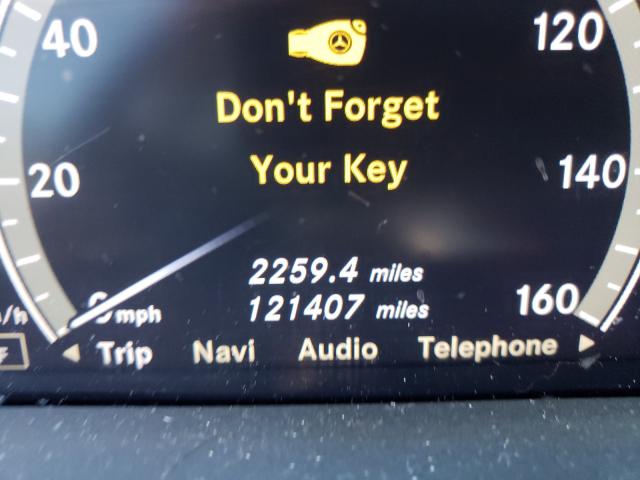 40
120
Don't Forget
Your Key
20
140
2259.4 miles
121407 miles
160
0 mph
/h
Trip Navi Audio Telephone